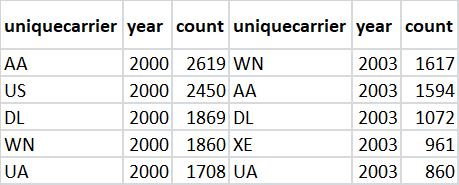 uniquecarrier year count uniquecarrier year count
AA 2000 2619 WN 2003 1617
US 2000 2450 AA 2003 1594
DL 2000 1869 DL 2003 1072
WN 2000 1860 XE 2003 961
UA 2000 1708 UA 2003 860